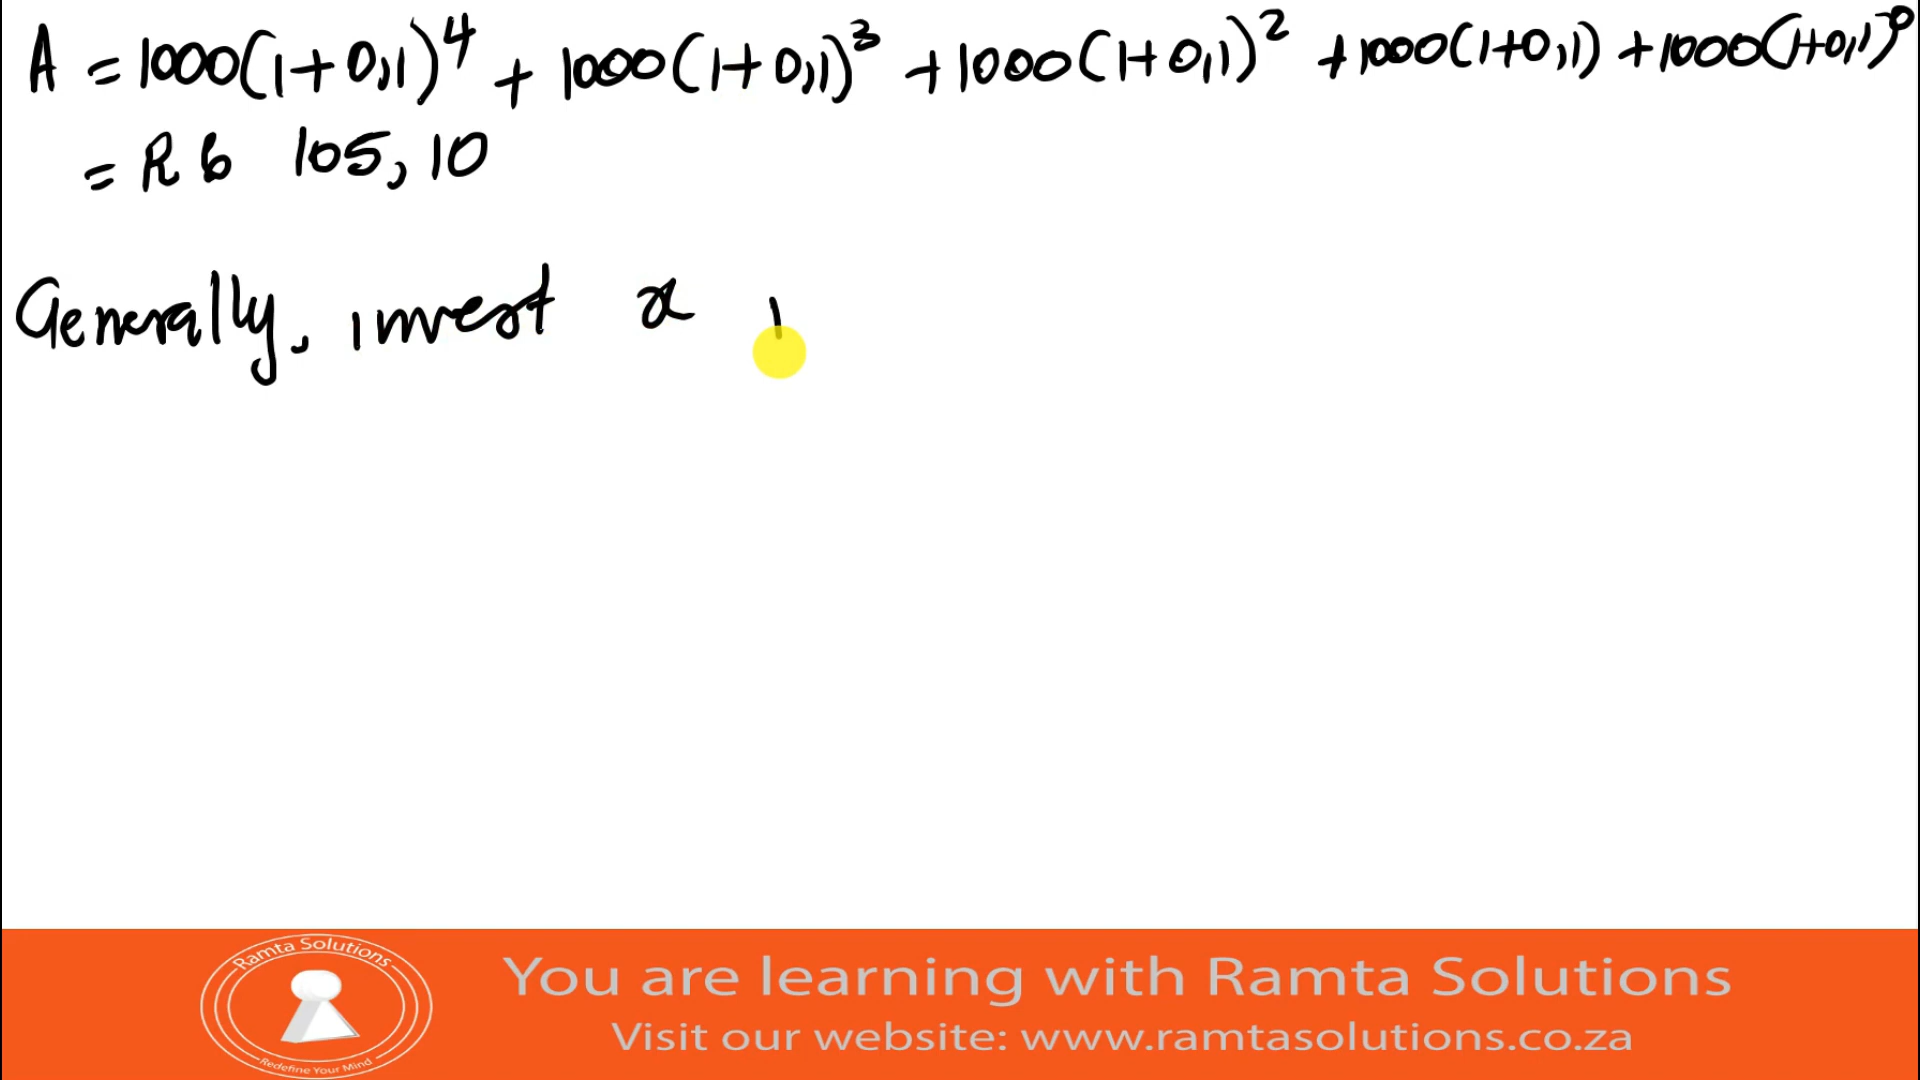 A = 1000(1+0,1)⁴ + 1000(1+0,1)³ + 1000(1+0,1)² + 1000(1+0,1) + 1000(1+0,1)⁰
= R 6 105,10
Generally, invest x
Ramta Solutions
Redefine Your Mind
You are learning with Ramta Solutions
Visit our website: www.ramtasolutions.co.za